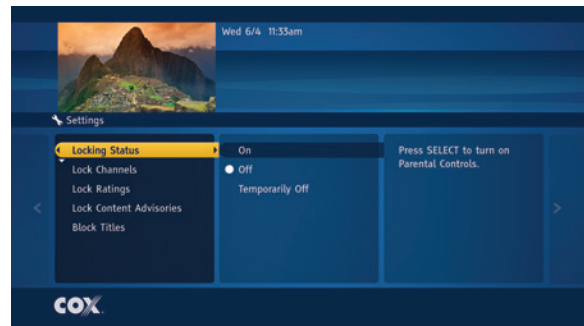 Wed 6/4 11:33am
Settings
Locking Status
Lock Channels
Lock Ratings
Lock Content Advisories
Block Titles
On
Off
Temporarily Off
Press SELECT to turn on
Parental Controls.
COX